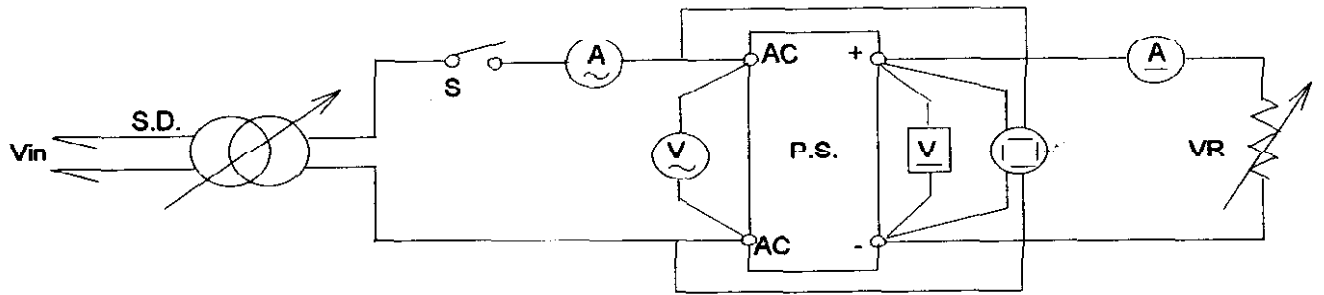 S.D.
Vin
S
A
~
AC
+
A
V
~
P.S.
V
VR
AC
-